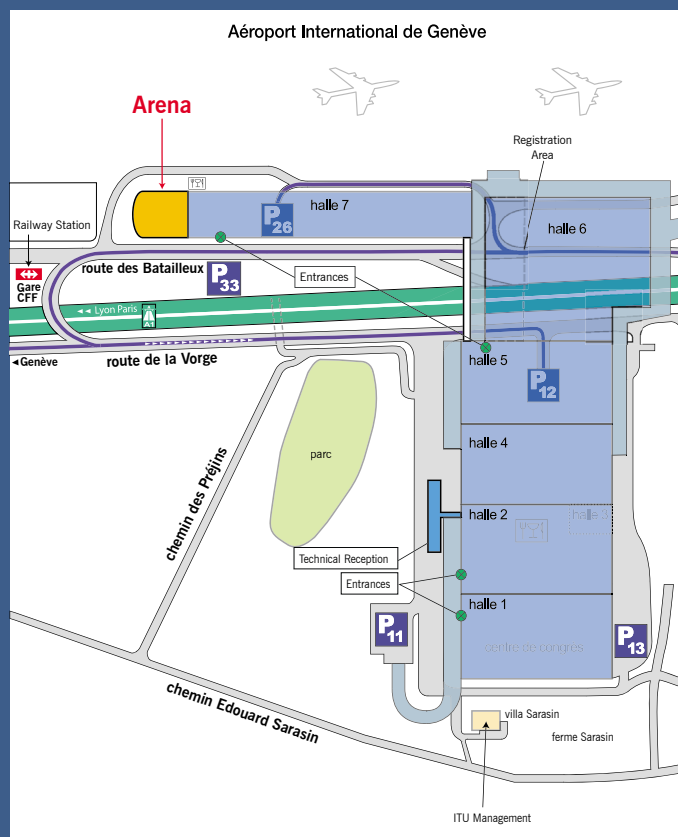 Aéroport International de Genève
Arena
Registration
Area
halle 7
P
26
halle 6
Railway Station
Gare
CFF
route des Batailleux
P
33
Entrances
Lyon Paris
A1
Genève
route de la Vorge
halle 5
P
12
halle 4
parc
chemin des Préjins
halle 2
halle 3
Technical Reception
Entrances
halle 1
P
11
P
13
centre de congrès
chemin Edouard Sarasin
villa Sarasin
ferme Sarasin
ITU Management